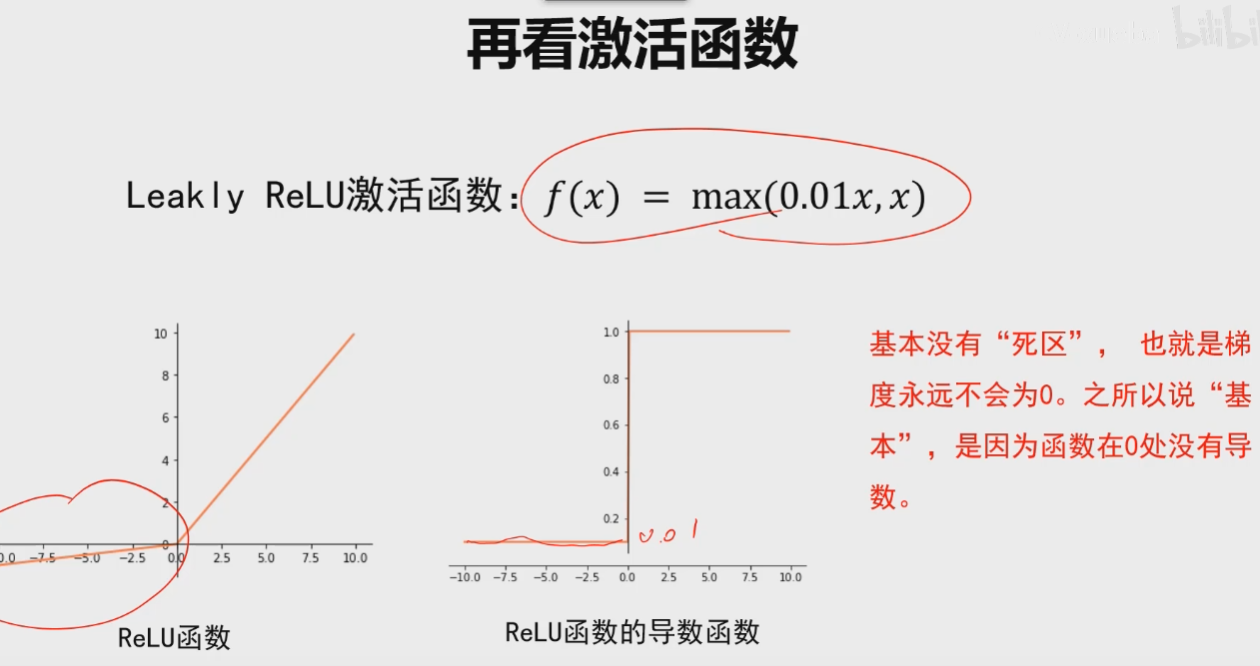 再看激活函数
bilibi
Leakly ReLU激活函数：f(x) = max(0.01x, x)
10
8
6
4
2
0
0.0 -7.5 -5.0 -2.5 0.0 2.5 5.0 7.5 10.0
ReLU函数
1.0
0.8
0.6
0.4
0.2
0.01
-10.0 -7.5 -5.0 -2.5 0.0 2.5 5.0 7.5 10.0
ReLU函数的导数函数
基本没有“死区”， 也就是梯
度永远不会为0。之所以说“基
本”，是因为函数在0处没有导
数。